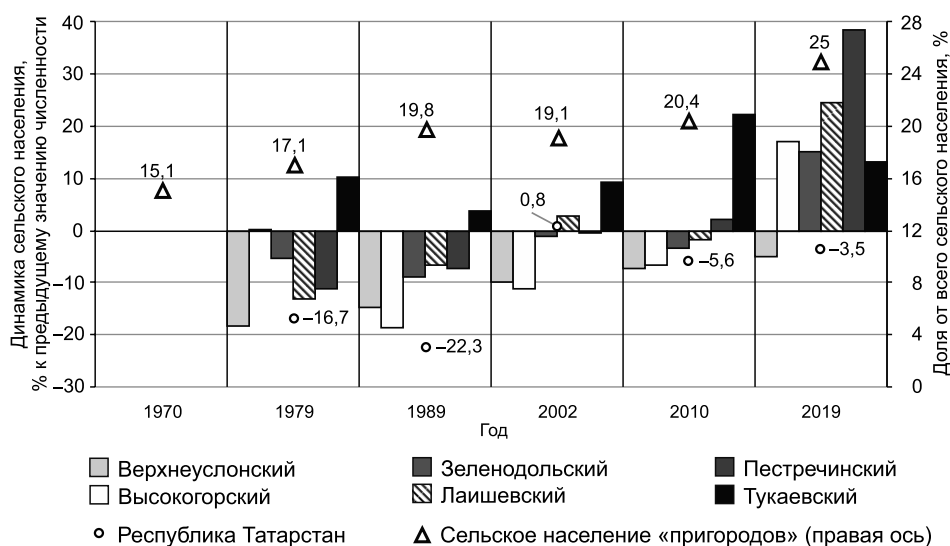 Динамика сельского населения,
% к предыдущему значению численности
40
30
20
10
0
–10
–20
–30
15,1
17,1
19,8
19,1
20,4
25
0,8
–16,7
–22,3
–5,6
–3,5
28
24
20
16
12
8
4
0
Доля от всего сельского населения, %
1970
1979
1989
2002
2010
2019
Год
Верхнеуслонский
Зеленодольский
Пестречинский
Высокогорский
Лаишевский
Тукаевский
Республика Татарстан
Сельское население «пригородов» (правая ось)